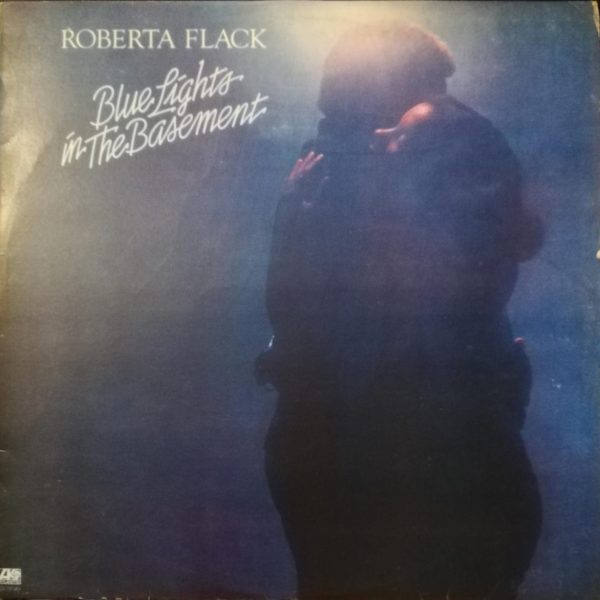 ROBERTA FLACK
Blue Lights
in The Basement